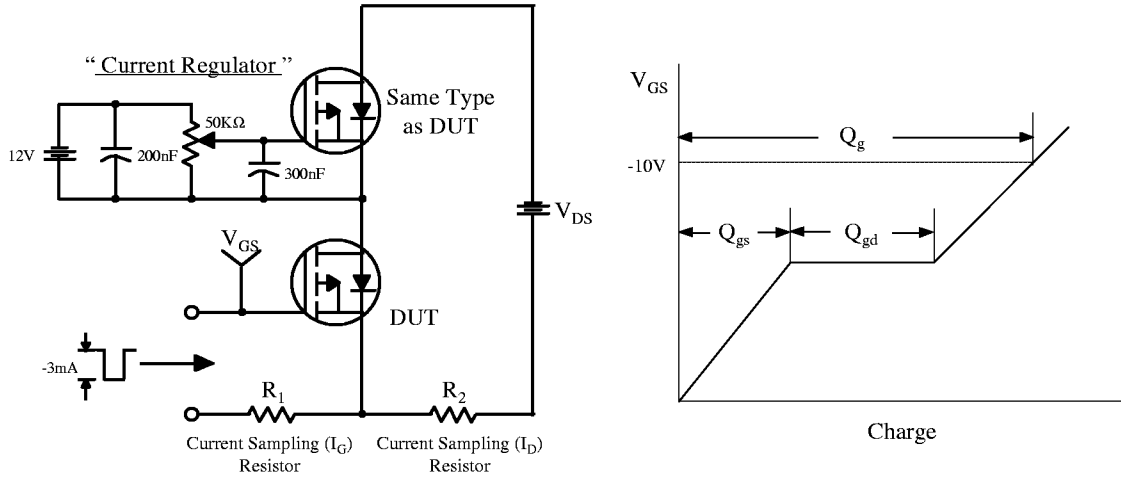 “ Current Regulator ”
Same Type
as DUT
50KΩ
12V
200nF
300nF
V_DS
V_GS
DUT
-3mA
R_1
R_2
Current Sampling (I_G)
Resistor
Current Sampling (I_D)
Resistor
V_GS
Q_g
-10V
Q_gs
Q_gd
Charge